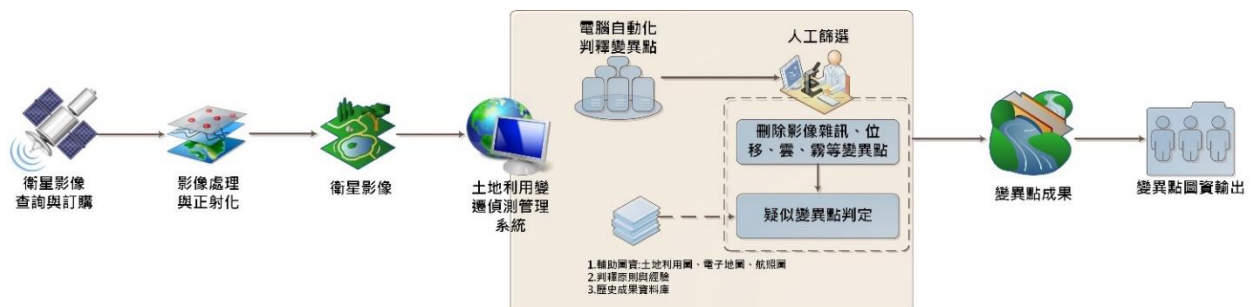 衛星影像
查詢與訂購
影像處理
與正射化
衛星影像
土地利用變
遷偵測管理
系統
電腦自動化
判釋變異點
人工篩選
刪除影像雜訊、位
移、雲、霧等變異點
疑似變異點判定
1.輔助圖資:土地利用圖、電子地圖、航照圖
2.判釋原則與經驗
3.歷史成果資料庫
變異點成果
變異點圖資輸出